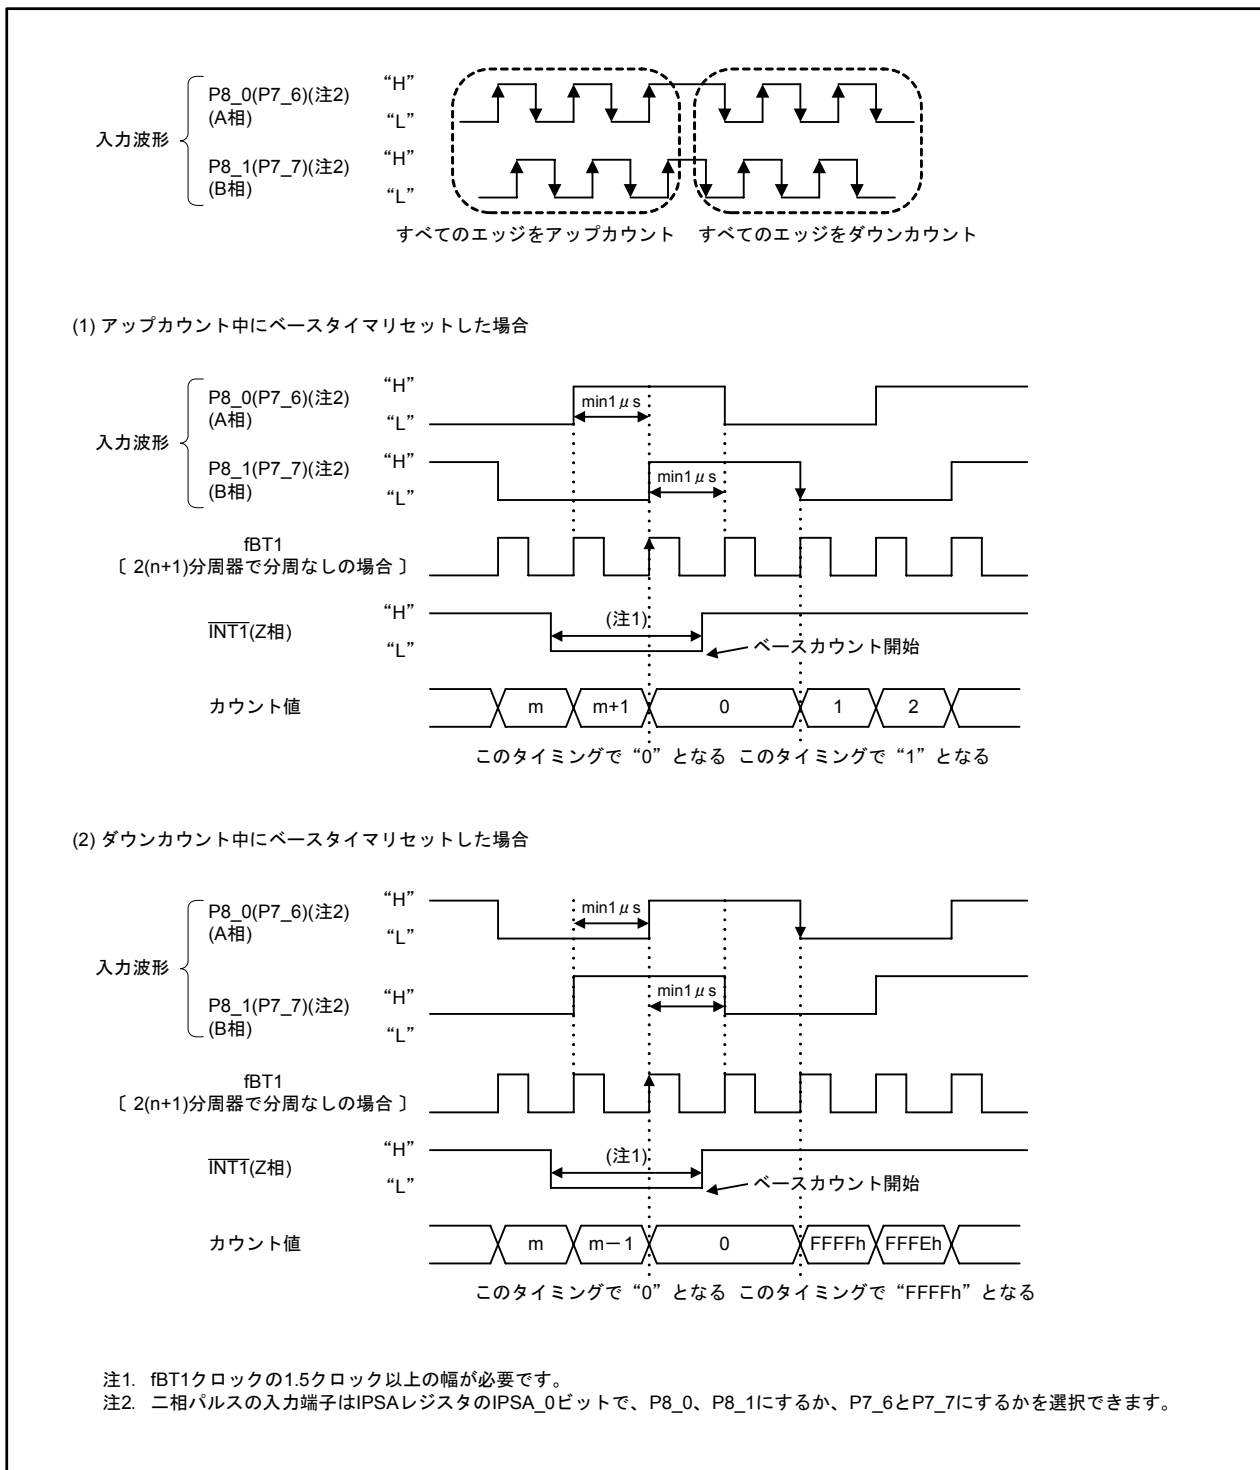 入力波形
P8_0(P7_6)(注2)
(A相)
“H”
“L”
P8_1(P7_7)(注2)
(B相)
“H”
“L”
すべてのエッジをアップカウント すべてのエッジをダウンカウント
(1) アップカウント中にベースタイマリセットした場合
入力波形
P8_0(P7_6)(注2)
(A相)
“H”
“L”
min1μs
P8_1(P7_7)(注2)
(B相)
“H”
“L”
min1μs
fBT1
〔 2(n+1)分周器で分周なしの場合 〕
INT1(Z相)
“H”
“L”
(注1)
ベースカウント開始
カウント値
m m+1 0 1 2
このタイミングで“0”となる このタイミングで“1”となる
(2) ダウンカウント中にベースタイマリセットした場合
入力波形
P8_0(P7_6)(注2)
(A相)
“H”
“L”
min1μs
P8_1(P7_7)(注2)
(B相)
“H”
“L”
min1μs
fBT1
〔 2(n+1)分周器で分周なしの場合 〕
INT1(Z相)
“H”
“L”
(注1)
ベースカウント開始
カウント値
m m−1 0 FFFFh FFFEh
このタイミングで“0”となる このタイミングで“FFFFh”となる
注1. fBT1クロックの1.5クロック以上の幅が必要です。
注2. 二相パルスの入力端子はIPSAレジスタのIPSA_0ビットで、P8_0、P8_1にするか、P7_6とP7_7にするかを選択できます。